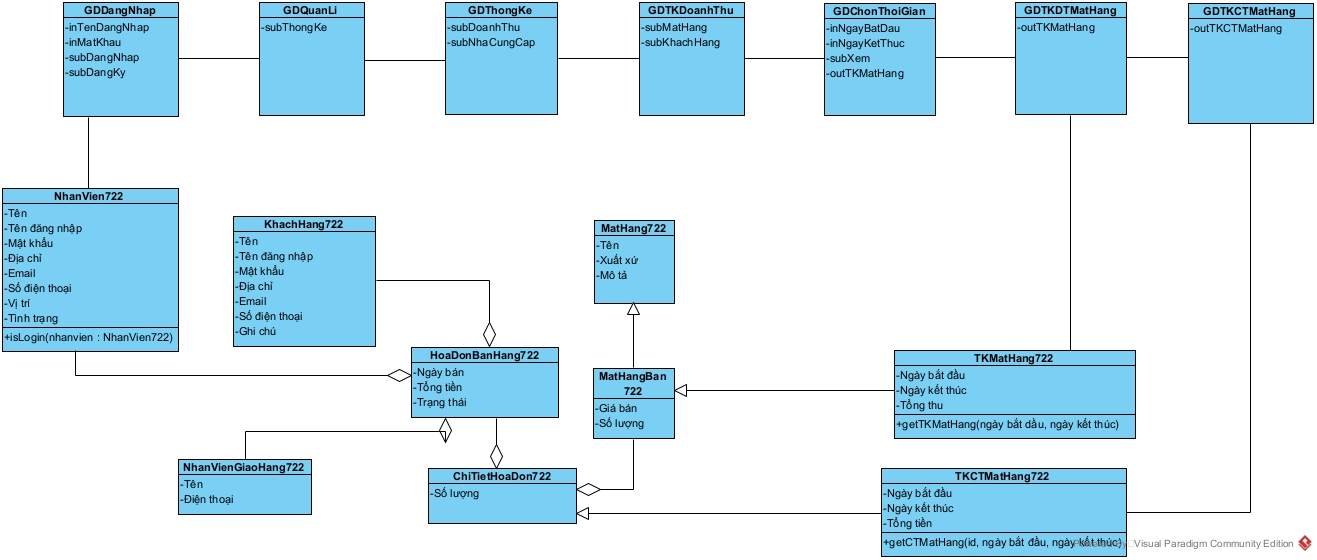 GDDangNhap
-inTenDangNhap
-inMatKhau
-subDangNhap
-subDangKy
GDQuanLi
-subThongKe
GDThongKe
-subDoanhThu
-subNhaCungCap
GDTKDoanhThu
-subMatHang
-subKhachHang
GDChonThoiGian
-inNgayBatDau
-inNgayKetThuc
-subXem
-outTKMatHang
GDTKDTMatHang
-outTKMatHang
GDTKCTMatHang
-outTKCTMatHang
NhanVien722
-Tên
-Tên đăng nhập
-Mật khẩu
-Địa chỉ
-Email
-Số điện thoại
-Vị trí
-Tình trạng
+isLogin(nhanvien : NhanVien722)
KhachHang722
-Tên
-Tên đăng nhập
-Mật khẩu
-Địa chỉ
-Email
-Số điện thoại
-Ghi chú
MatHang722
-Tên
-Xuất xứ
-Mô tả
HoaDonBanHang722
-Ngày bán
-Tổng tiền
-Trạng thái
MatHangBan
722
-Giá bán
-Số lượng
TKMatHang722
-Ngày bắt đầu
-Ngày kết thúc
-Tổng thu
+getTKMatHang(ngày bắt dầu, ngày kết thúc)
NhanVienGiaoHang722
-Tên
-Điện thoại
ChiTietHoaDon722
-Số lượng
TKCTMatHang722
-Ngày bắt đầu
-Ngày kết thúc
-Tổng tiền
+getCTMatHang(id, ngày bắt đầu, ngày kết thúc)
Powered By Visual Paradigm Community Edition